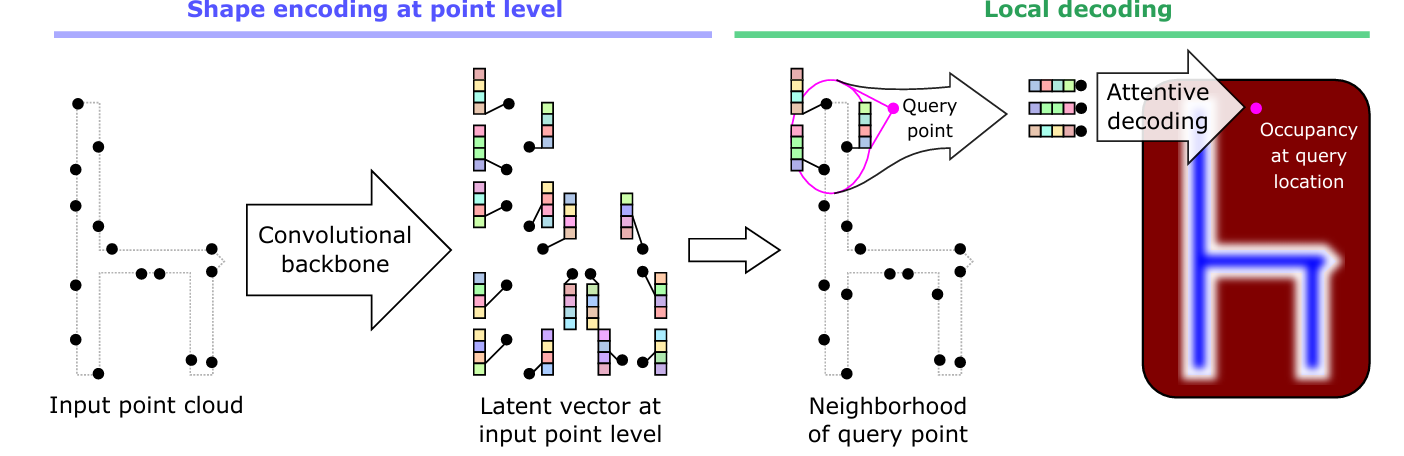 Shape encoding at point level
Local decoding
Convolutional
backbone
Query
point
Attentive
decoding
Occupancy
at query
location
Input point cloud
Latent vector at
input point level
Neighborhood
of query point